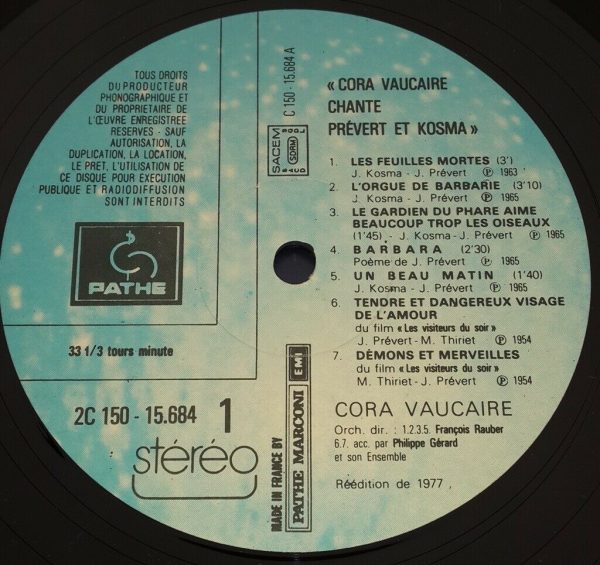 TOUS DROITS
DU PRODUCTEUR
PHONOGRAPHIQUE ET
DU PROPRIETAIRE DE
L'ŒUVRE ENREGISTREE
RESERVES - SAUF
AUTORISATION, LA
DUPLICATION, LA LOCATION,
LE PRET, L'UTILISATION DE
CE DISQUE POUR EXECUTION
PUBLIQUE ET RADIODIFFUSION
SONT INTERDITS
PATHE
33 1/3 tours minute
2C 150 - 15.684 1
stéréo
C 150 - 15.684 A
SACEM
SDRM
MADE IN FRANCE BY
PATHE MARCONI EMI
« CORA VAUCAIRE
CHANTE
PRÉVERT ET KOSMA »
1. LES FEUILLES MORTES (3')
J. Kosma - J. Prévert ℗ 1963
2. L'ORGUE DE BARBARIE (3'10)
J. Kosma - J. Prévert ℗ 1965
3. LE GARDIEN DU PHARE AIME
BEAUCOUP TROP LES OISEAUX
(1'45) - J. Kosma - J. Prévert ℗ 1965
4. BARBARA (2'30)
Poème de J. Prévert ℗ 1965
5. UN BEAU MATIN (1'40)
J. Kosma - J. Prévert ℗ 1965
6. TENDRE ET DANGEREUX VISAGE
DE L'AMOUR
du film « Les visiteurs du soir »
J. Prévert - M. Thiriet ℗ 1954
7. DÉMONS ET MERVEILLES
du film « Les visiteurs du soir »
M. Thiriet - J. Prévert ℗ 1954
CORA VAUCAIRE
Orch. dir. : 1.2.3.5. François Rauber
6.7. acc. par Philippe Gérard
et son Ensemble
Réédition de 1977